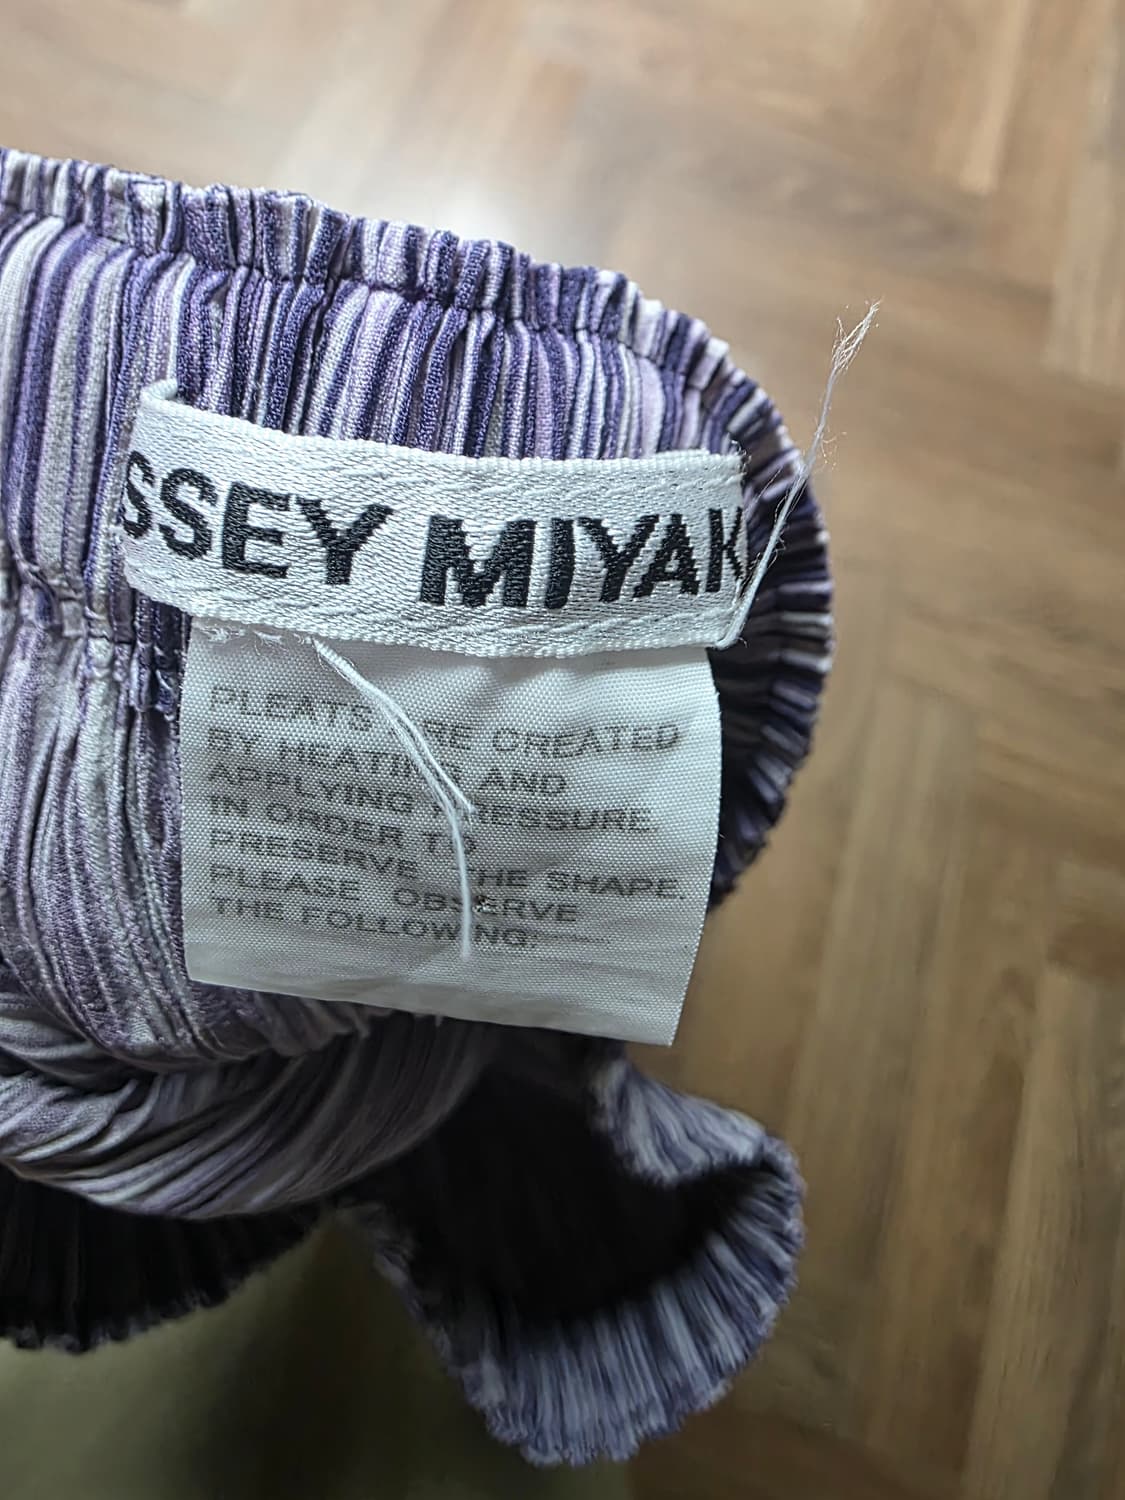 SSEY MIYAK
PLEATS ARE CREATED
BY HEATING AND
APPLYING PRESSURE.
IN ORDER TO
PRESERVE THE SHAPE.
PLEASE OBSERVE
THE FOLLOWING: